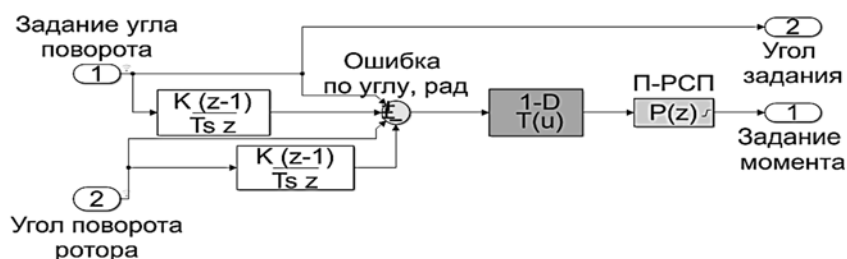 Задание угла
поворота
1
K (z-1)
Ts z
K (z-1)
Ts z
2
Угол поворота
ротора
Ошибка
по углу, рад
1-D
T(u)
П-РСП
P(z)
2
Угол
задания
1
Задание
момента